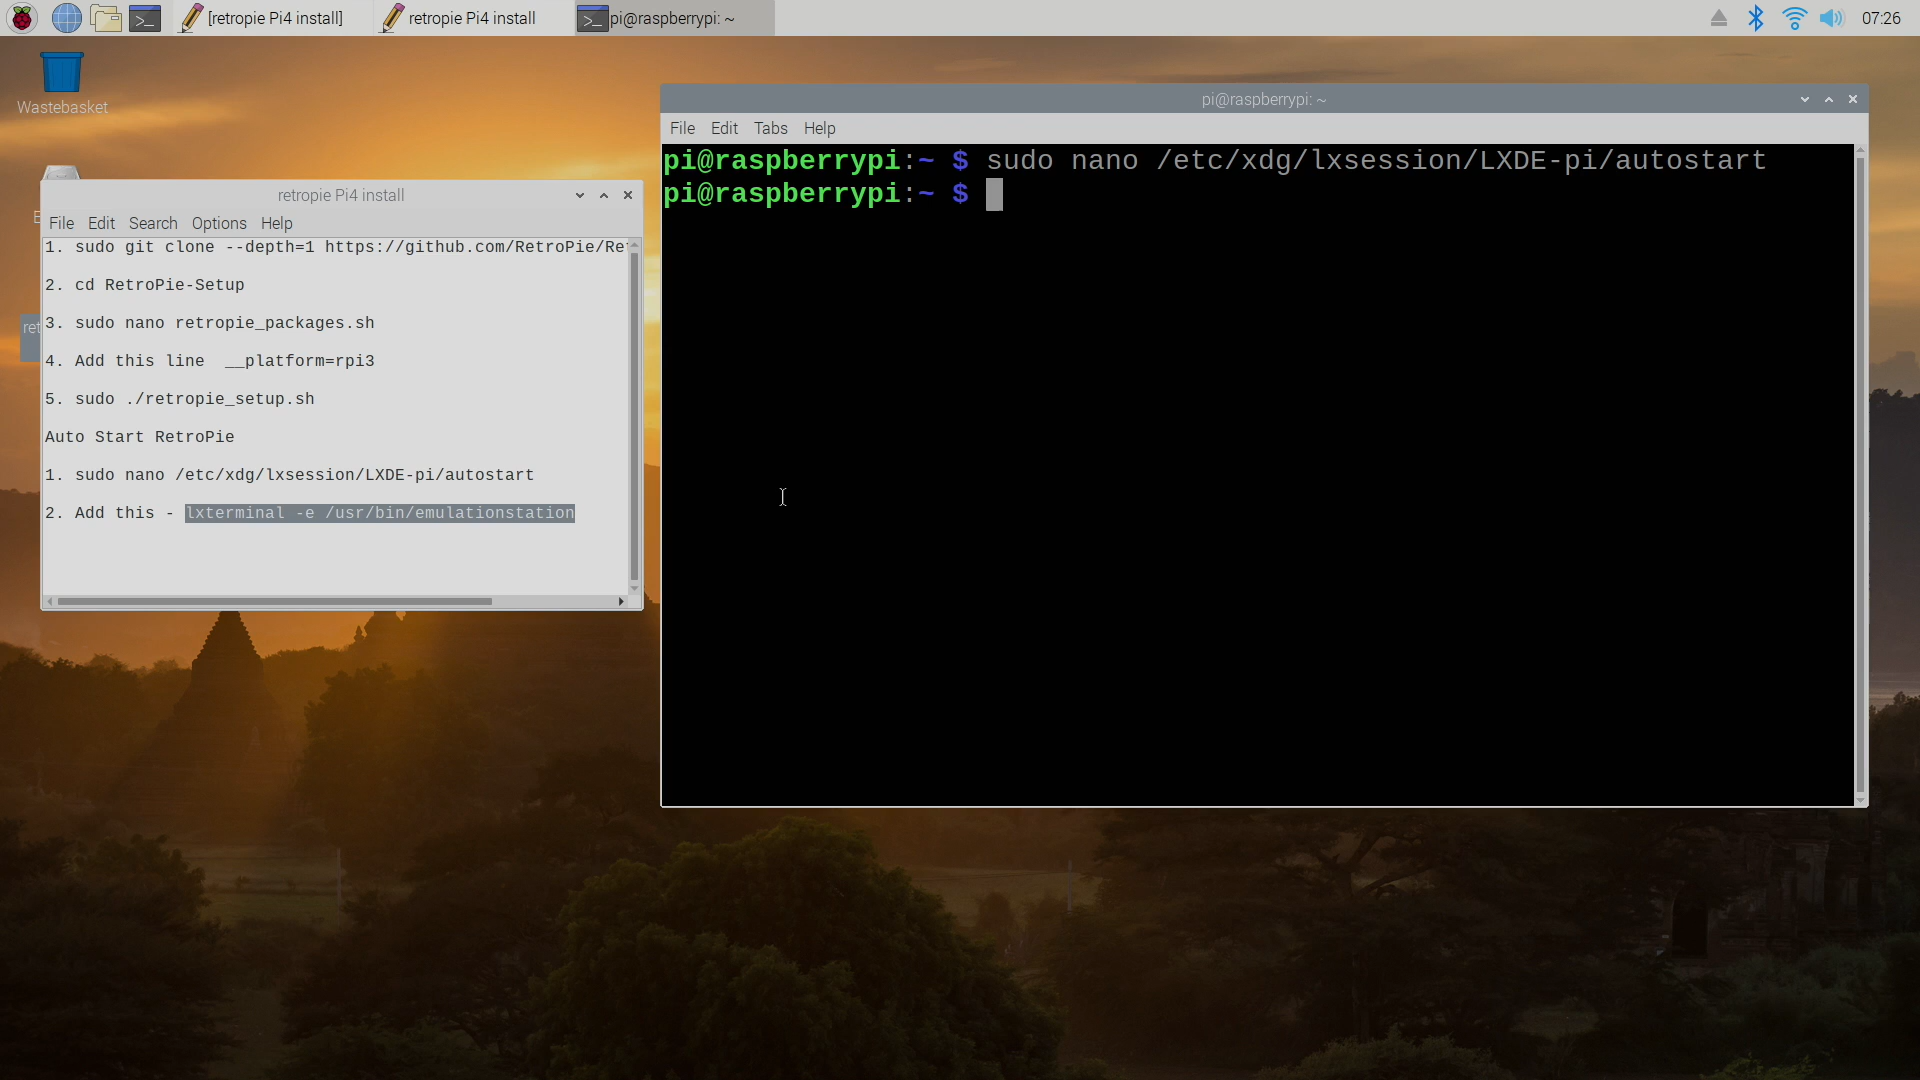 [retropie Pi4 install]
retropie Pi4 install
pi@raspberrypi: ~
07:26
Wastebasket
pi@raspberrypi: ~
File Edit Tabs Help
pi@raspberrypi:~ $ sudo nano /etc/xdg/lxsession/LXDE-pi/autostart
pi@raspberrypi:~ $
retropie Pi4 install
File Edit Search Options Help
1. sudo git clone --depth=1 https://github.com/RetroPie/Ret
2. cd RetroPie-Setup
3. sudo nano retropie_packages.sh
4. Add this line  __platform=rpi3
5. sudo ./retropie_setup.sh
Auto Start RetroPie
1. sudo nano /etc/xdg/lxsession/LXDE-pi/autostart
2. Add this - lxterminal -e /usr/bin/emulationstation
ret